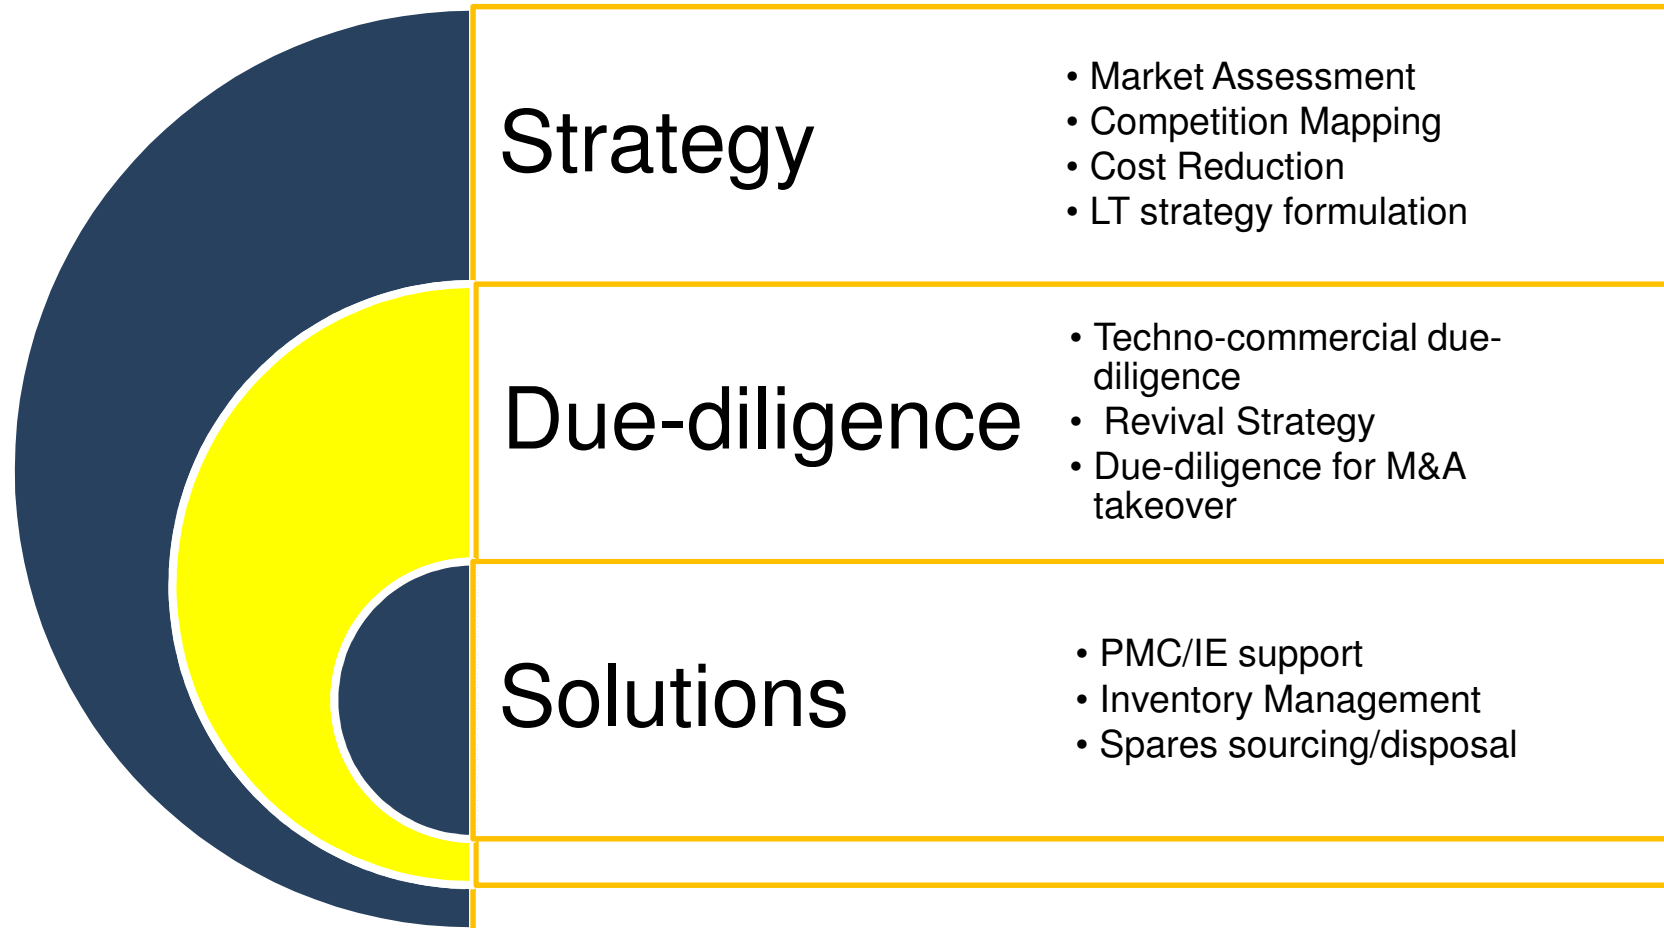 Strategy
• Market Assessment
• Competition Mapping
• Cost Reduction
• LT strategy formulation
Due-diligence
• Techno-commercial due-
diligence
• Revival Strategy
• Due-diligence for M&A
takeover
Solutions
• PMC/IE support
• Inventory Management
• Spares sourcing/disposal